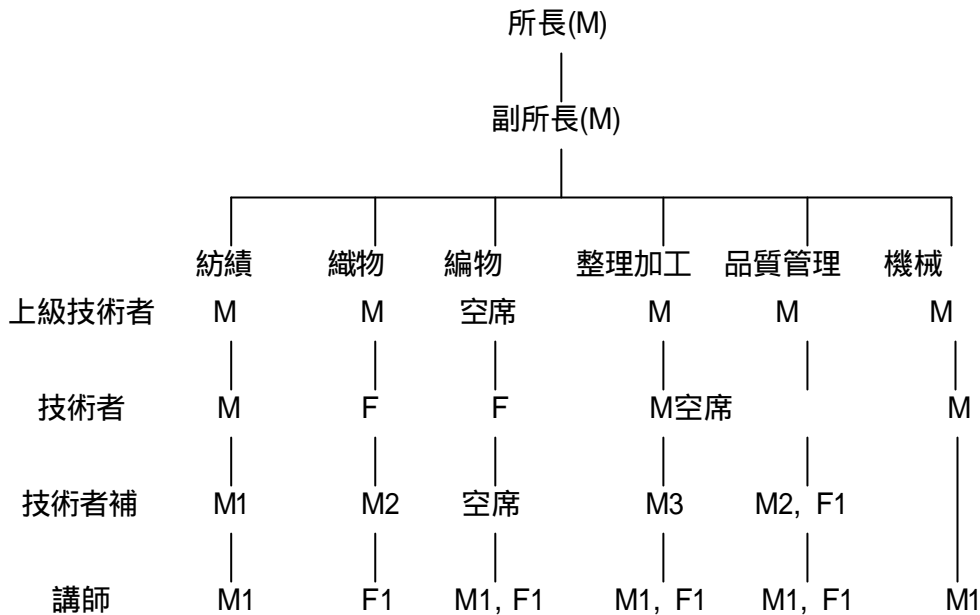 所長(M)
副所長(M)
紡績 織物 編物 整理加工 品質管理 機械
上級技術者 M M 空席 M M M
技術者 M F F M空席 M
技術者補 M1 M2 空席 M3 M2, F1
講師 M1 F1 M1, F1 M1, F1 M1, F1 M1